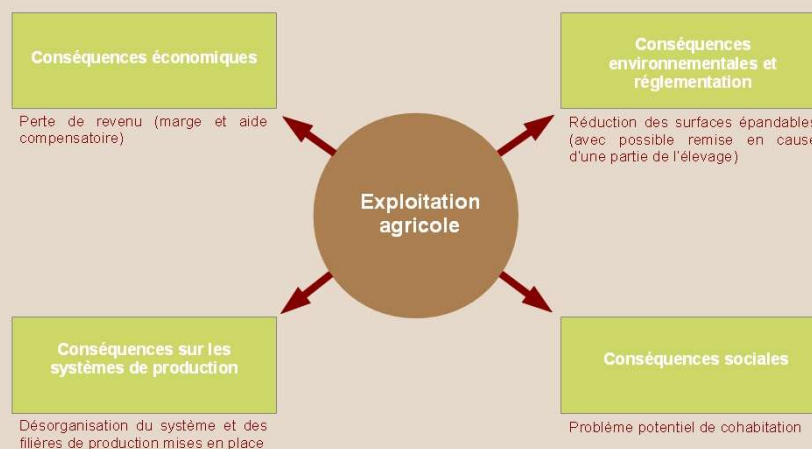 Conséquences économiques
Perte de revenu (marge et aide
compensatoire)
Conséquences
environnementales et
réglementation
Réduction des surfaces épandables
(avec possible remise en cause
d'une partie de l'élevage)
Exploitation
agricole
Conséquences sur les
systèmes de production
Désorganisation du système et des
filières de production mises en place
Conséquences sociales
Problème potentiel de cohabitation